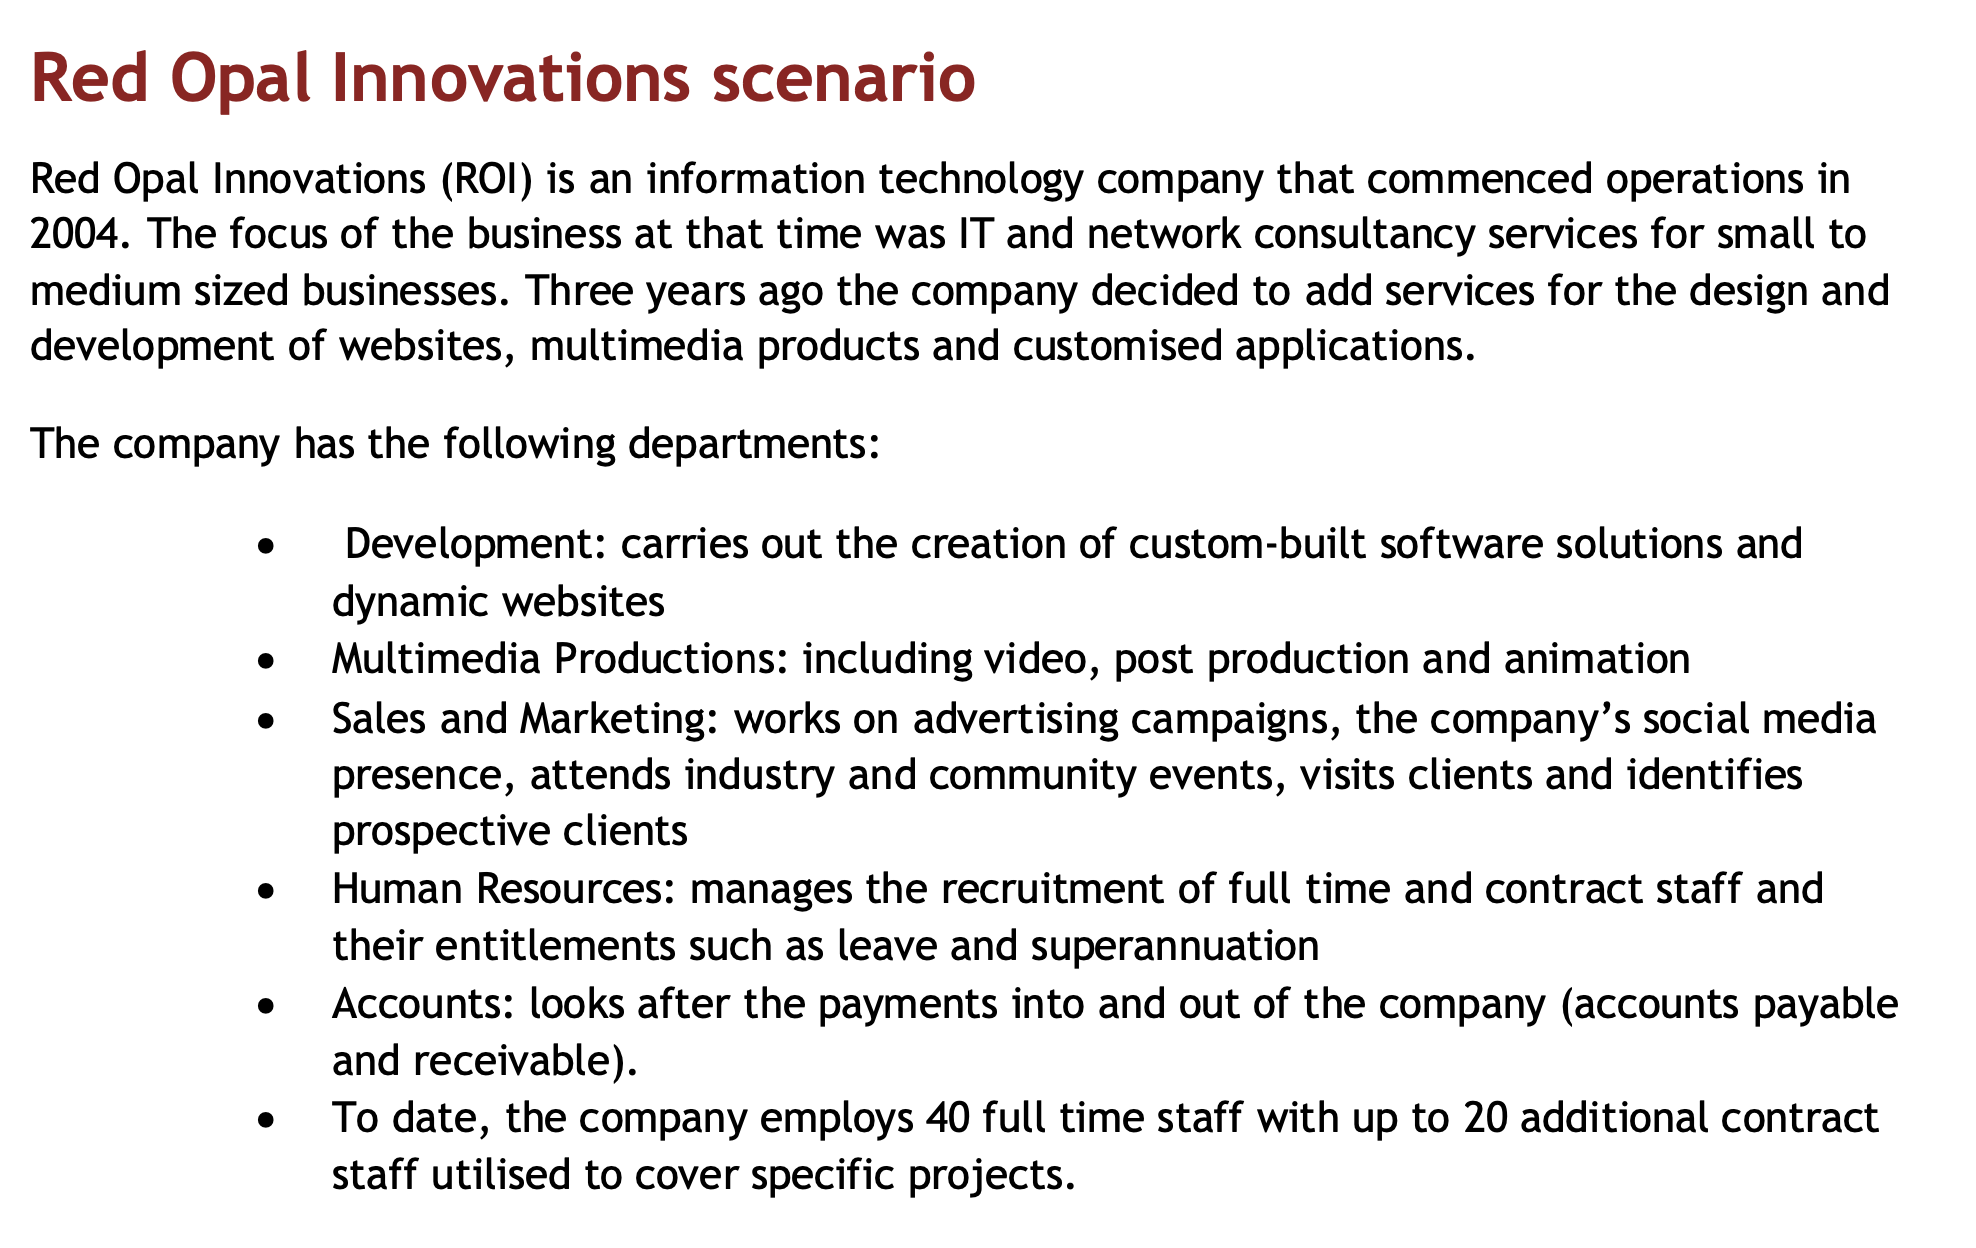 Red Opal Innovations scenario
Red Opal Innovations (ROI) is an information technology company that commenced operations in
2004. The focus of the business at that time was IT and network consultancy services for small to
medium sized businesses. Three years ago the company decided to add services for the design and
development of websites, multimedia products and customised applications.
The company has the following departments:
• Development: carries out the creation of custom-built software solutions and
dynamic websites
• Multimedia Productions: including video, post production and animation
• Sales and Marketing: works on advertising campaigns, the company’s social media
presence, attends industry and community events, visits clients and identifies
prospective clients
• Human Resources: manages the recruitment of full time and contract staff and
their entitlements such as leave and superannuation
• Accounts: looks after the payments into and out of the company (accounts payable
and receivable).
• To date, the company employs 40 full time staff with up to 20 additional contract
staff utilised to cover specific projects.